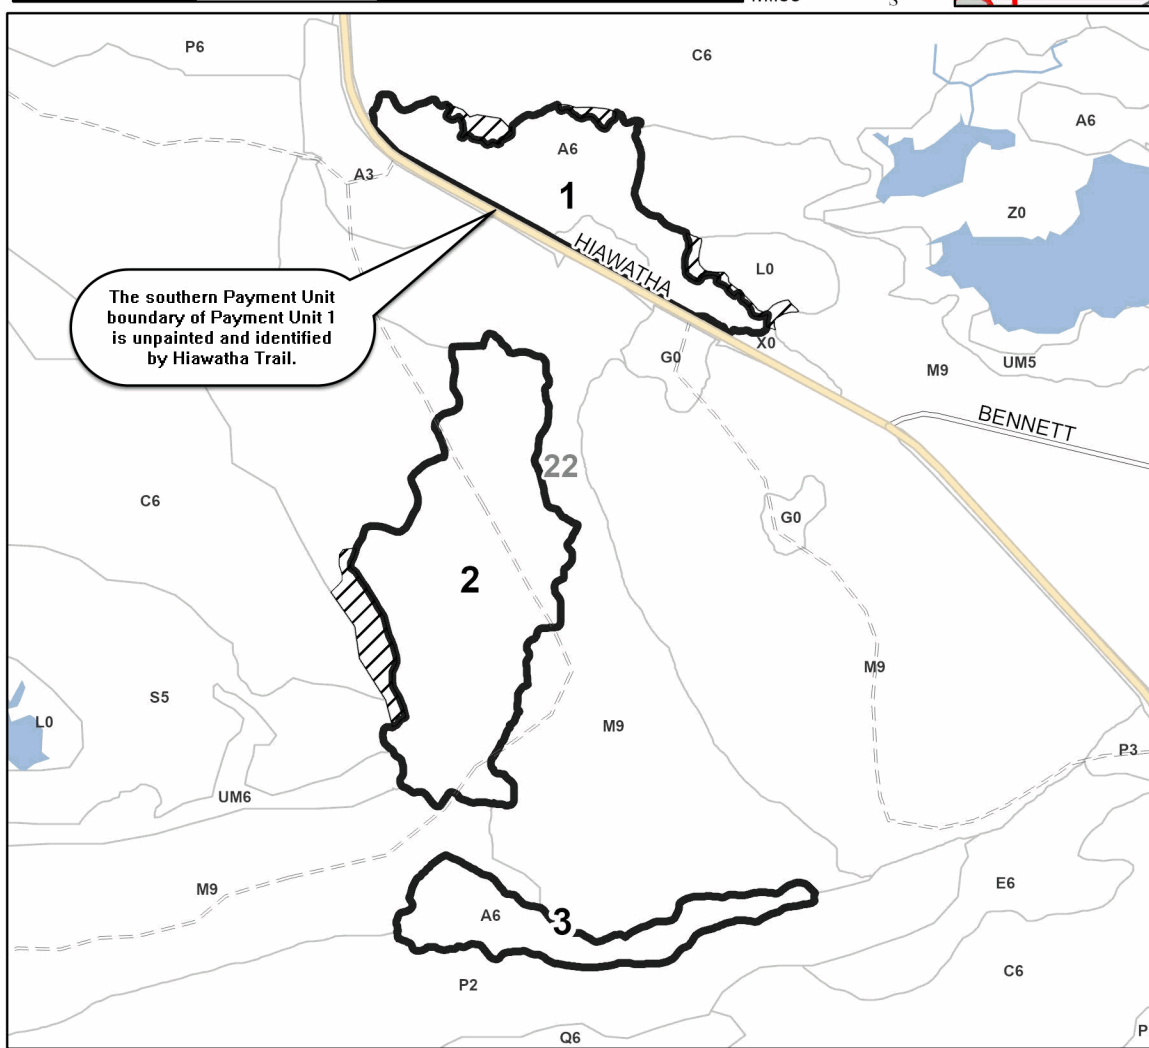 S
P6
C6
A6
A6
A3
1
Z0
HIAWATHA
L0
The southern Payment Unit
boundary of Payment Unit 1
is unpainted and identified
by Hiawatha Trail.
X0
G0
UM5
M9
BENNETT
22
C6
G0
2
M9
S5
L0
M9
P3
UM6
M9
E6
A6
3
C6
P2
P
Q6